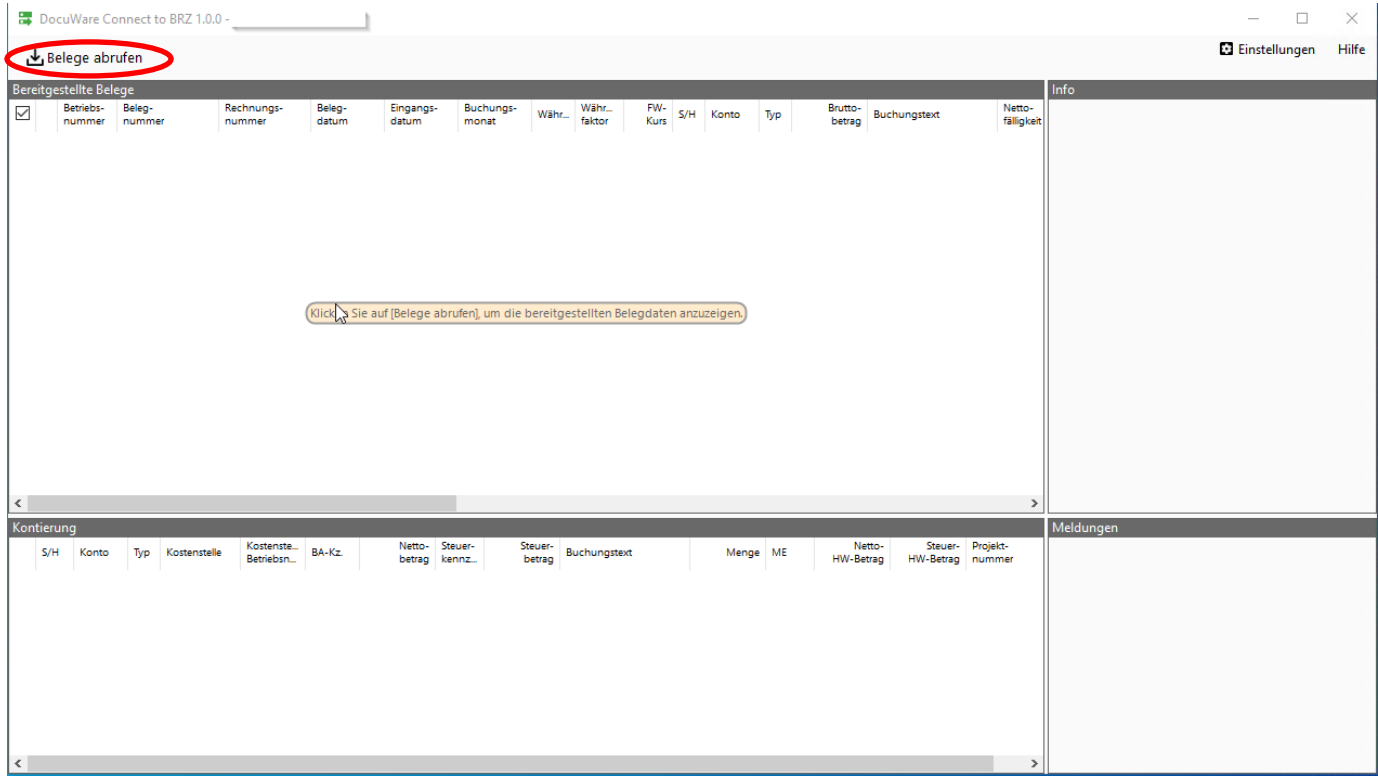 DocuWare Connect to BRZ 1.0.0 -
Belege abrufen
Einstellungen Hilfe
Bereitgestellte Belege
Betriebs- Beleg- Rechnungs- Beleg- Eingangs- Buchungs- Währ... Währ... FW- S/H Konto Typ Brutto- Buchungstext Netto-
nummer nummer nummer datum datum monat faktor Kurs betrag fälligkeit
Info
Klicken Sie auf [Belege abrufen], um die bereitgestellten Belegdaten anzuzeigen.
Kontierung
S/H Konto Typ Kostenstelle Kostenste... BA-Kz. Netto- Steuer- Steuer- Buchungstext Menge ME Netto- Steuer- Projekt-
Betriebsn... betrag kennz... betrag HW-Betrag HW-Betrag nummer
Meldungen